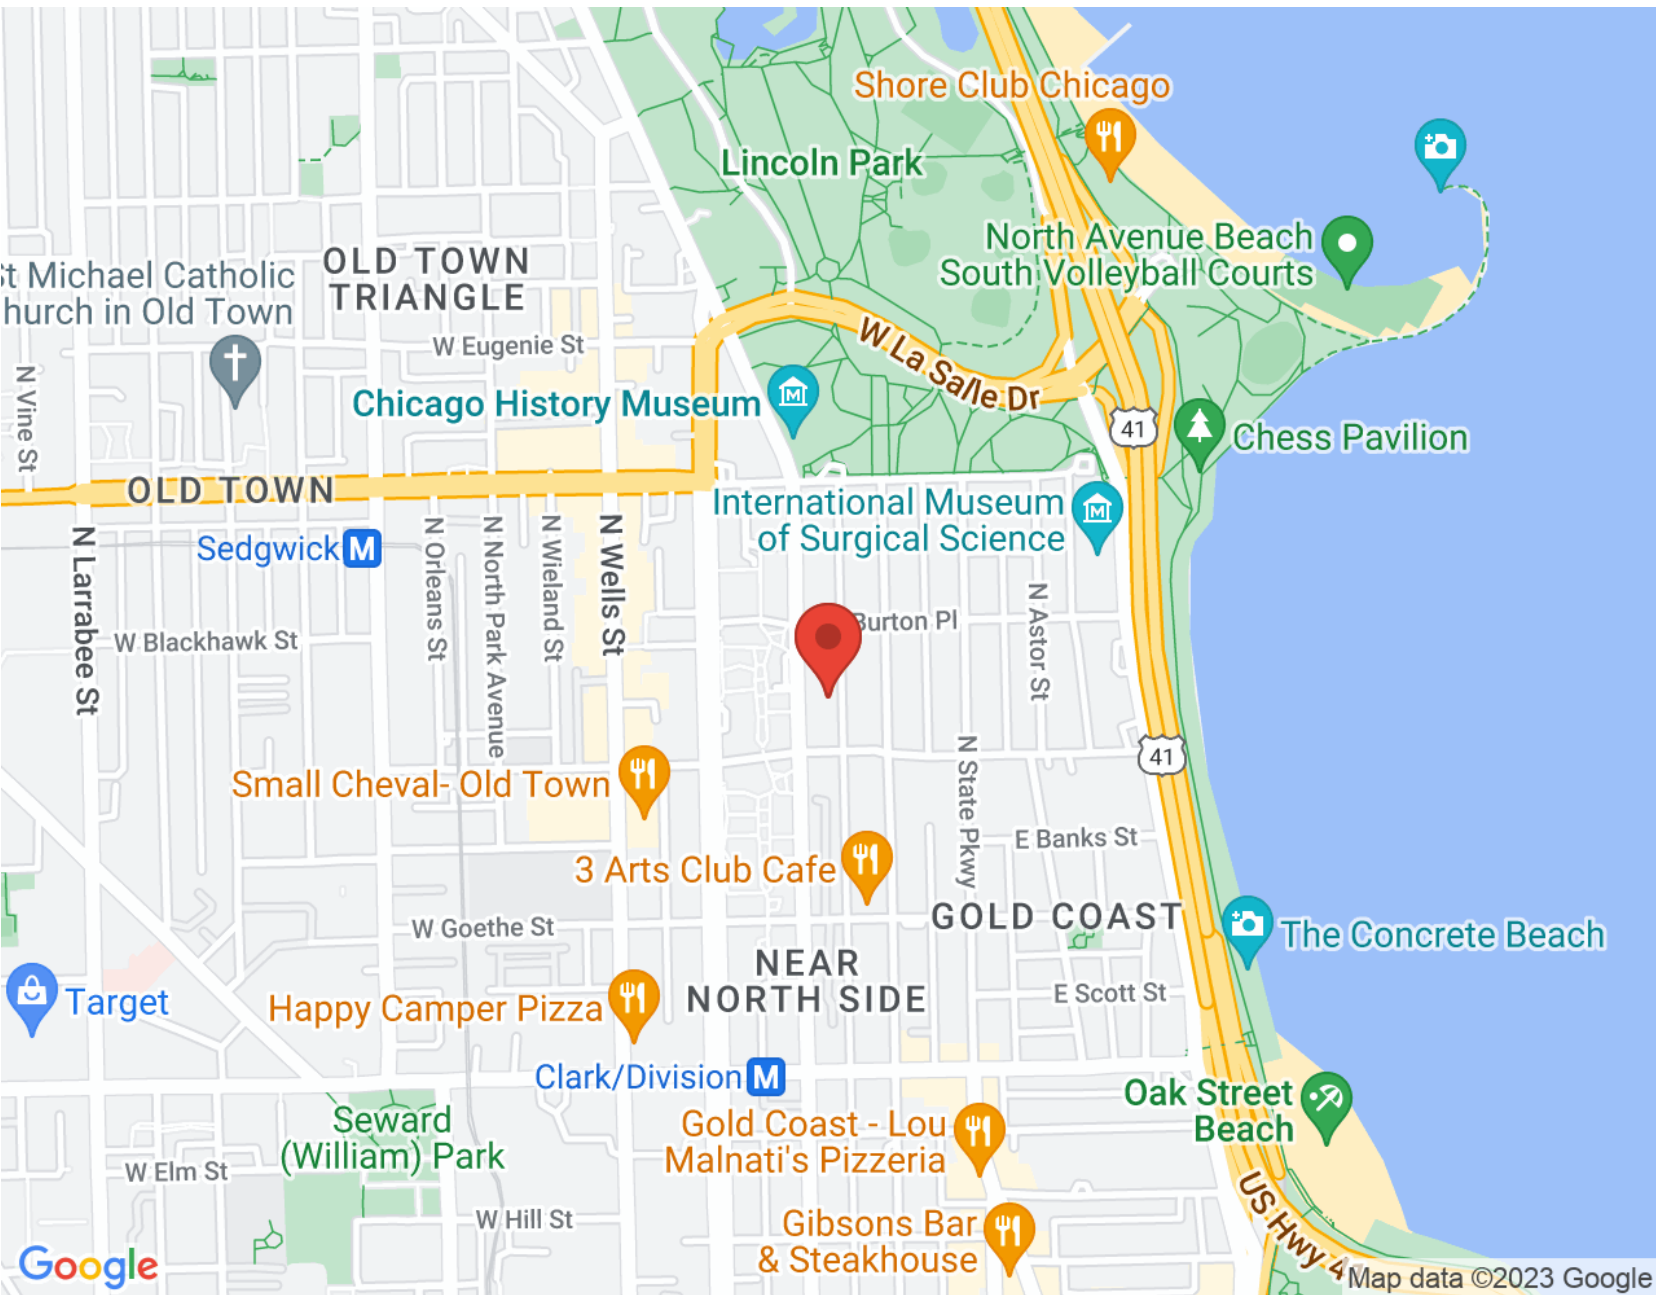 Shore Club Chicago
Lincoln Park
North Avenue Beach
South Volleyball Courts
OLD TOWN
TRIANGLE
t Michael Catholic
hurch in Old Town
W Eugenie St
W La Salle Dr
N Vine St
Chicago History Museum
41
Chess Pavilion
OLD TOWN
International Museum
of Surgical Science
Sedgwick M
N Larrabee St
N Orleans St
N North Park Avenue
N Wieland St
N Wells St
N Astor St
Burton Pl
W Blackhawk St
41
N State Pkwy
Small Cheval- Old Town
E Banks St
3 Arts Club Cafe
GOLD COAST
W Goethe St
The Concrete Beach
NEAR
NORTH SIDE
E Scott St
Target
Happy Camper Pizza
Clark/Division M
Oak Street
Beach
Seward
(William) Park
Gold Coast - Lou
Malnati's Pizzeria
W Elm St
US Hwy 4
W Hill St
Gibsons Bar
& Steakhouse
Google
Map data ©2023 Google